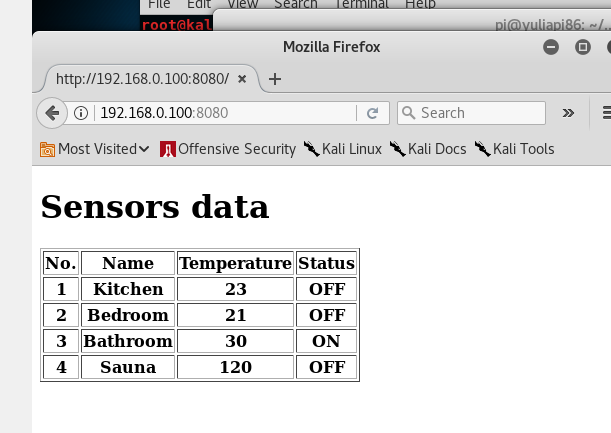 File Edit View Search Terminal Help
root@kal
pi@yuliapi86: ~/..
Mozilla Firefox
http://192.168.0.100:8080/
192.168.0.100:8080
Search
Most Visited Offensive Security Kali Linux Kali Docs Kali Tools
Sensors data
No. Name Temperature Status
1 Kitchen 23 OFF
2 Bedroom 21 OFF
3 Bathroom 30 ON
4 Sauna 120 OFF